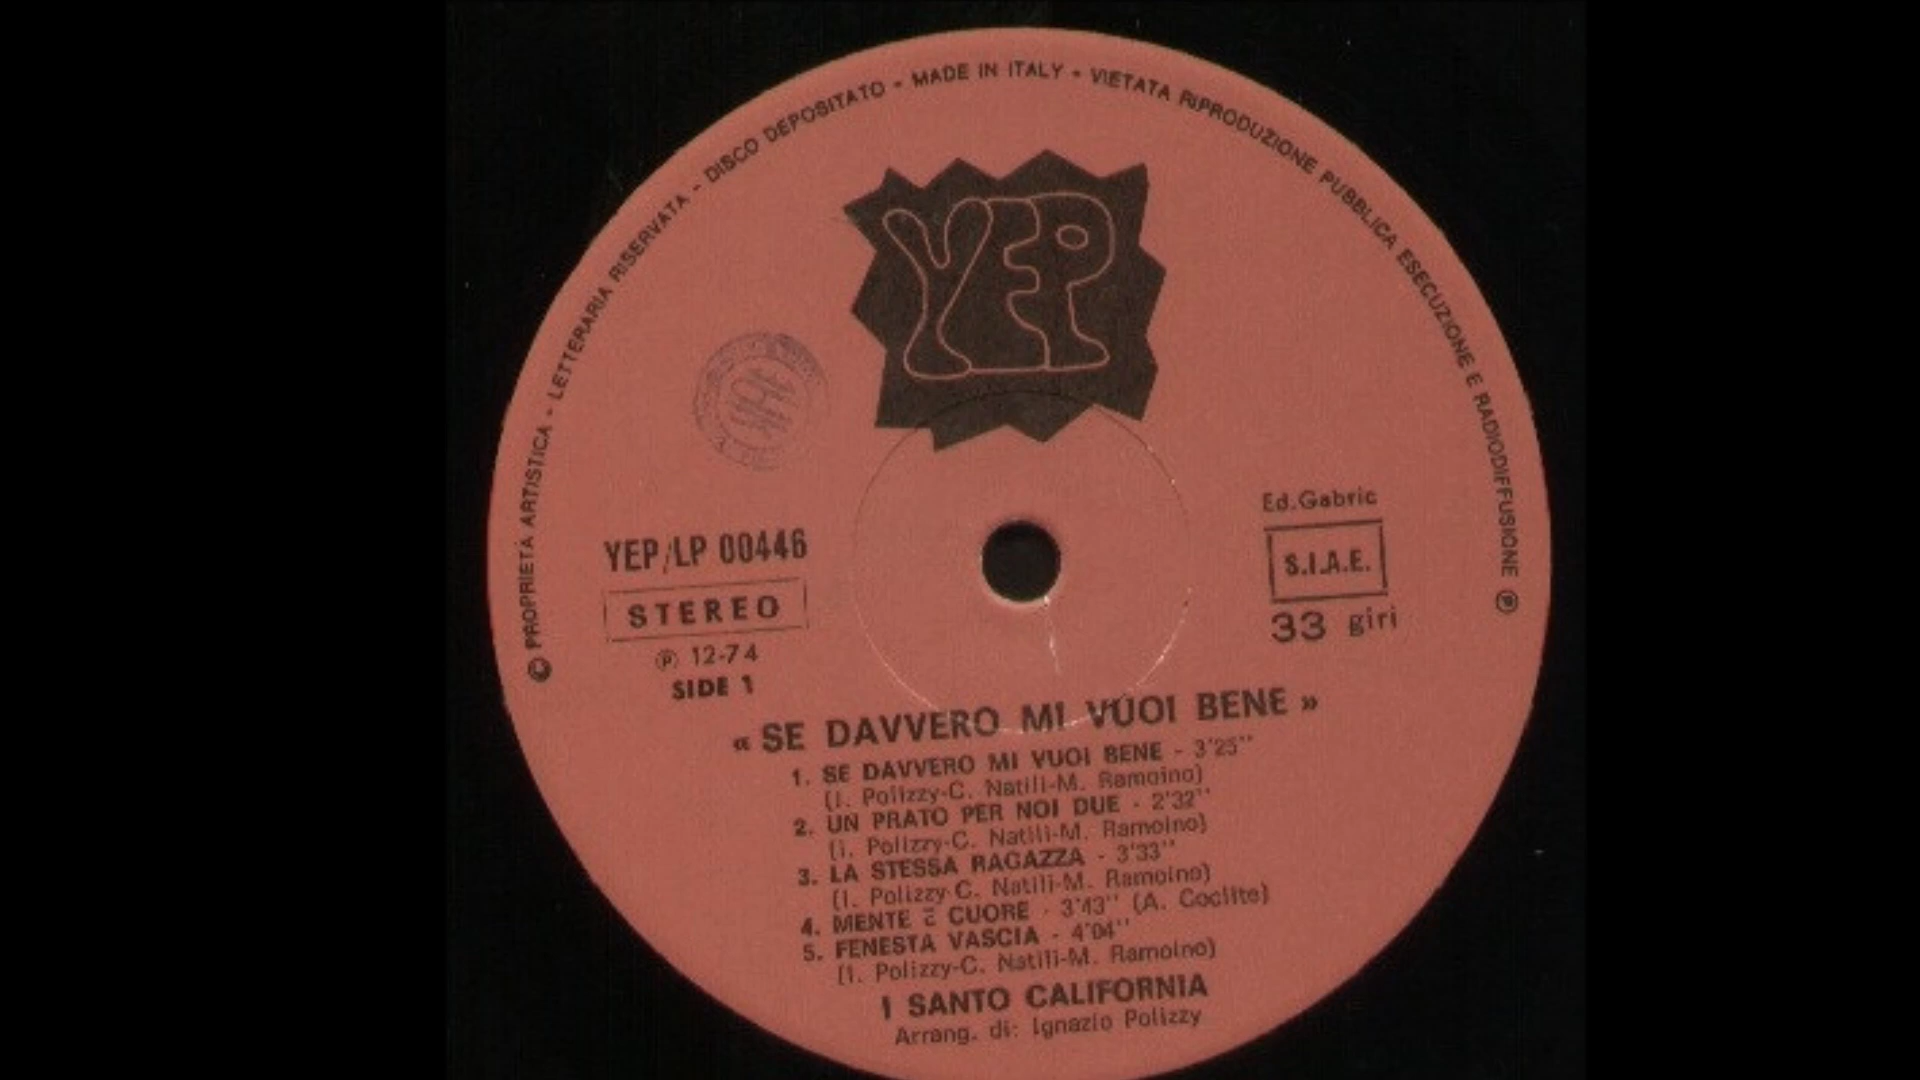 © PROPRIETÀ ARTISTICA - LETTERARIA RISERVATA - DISCO DEPOSITATO - MADE IN ITALY - VIETATA RIPRODUZIONE PUBBLICA ESECUZIONE E RADIODIFFUSIONE ℗
YEP
Ed.Gabric
YEP/LP 00446
S.I.A.E.
STEREO
33 giri
℗ 12-74
SIDE 1
« SE DAVVERO MI VUOI BENE »
1. SE DAVVERO MI VUOI BENE - 3'25''
(I. Polizzy-C. Natili-M. Ramoino)
2. UN PRATO PER NOI DUE - 2'32''
(I. Polizzy-C. Natili-M. Ramoino)
3. LA STESSA RAGAZZA - 3'33''
(I. Polizzy-C. Natili-M. Ramoino)
4. MENTE E CUORE - 3'43'' (A. Coclite)
5. FENESTA VASCIA - 4'04''
(I. Polizzy-C. Natili-M. Ramoino)
I SANTO CALIFORNIA
Arrang. di: Ignazio Polizzy